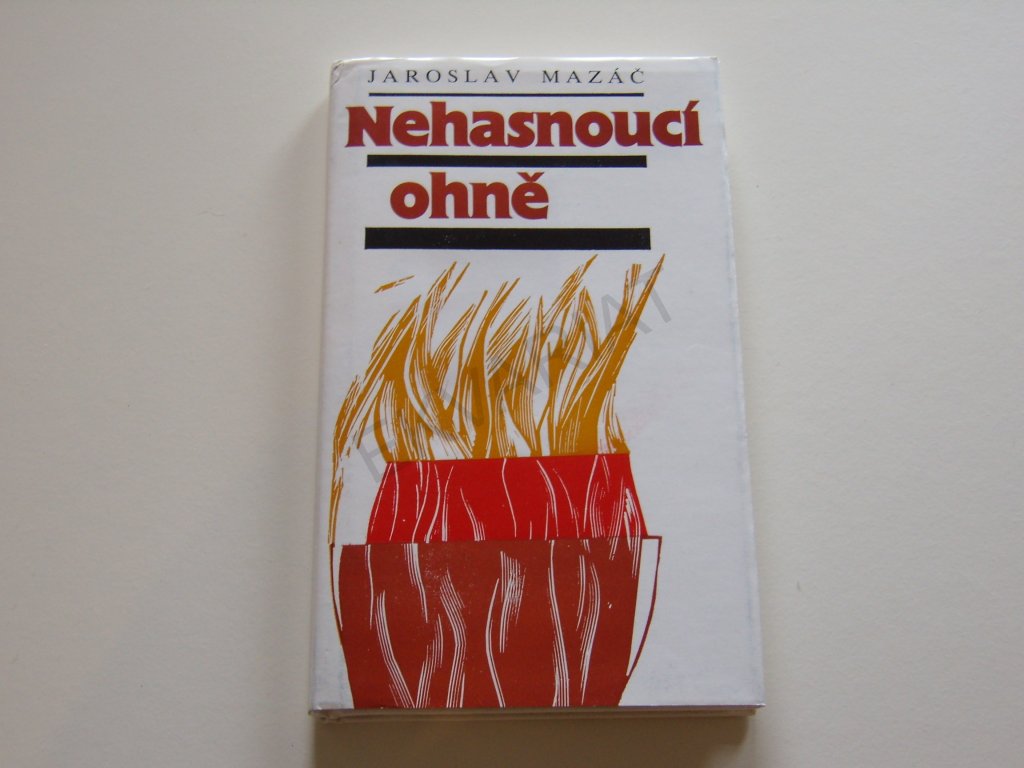 JAROSLAV MAZÁČ
Nehasnoucí
ohně